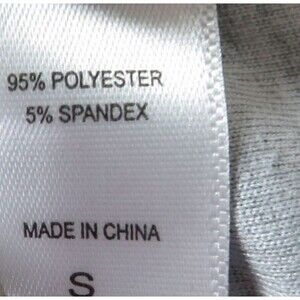 95% POLYESTER
5% SPANDEX
MADE IN CHINA
S